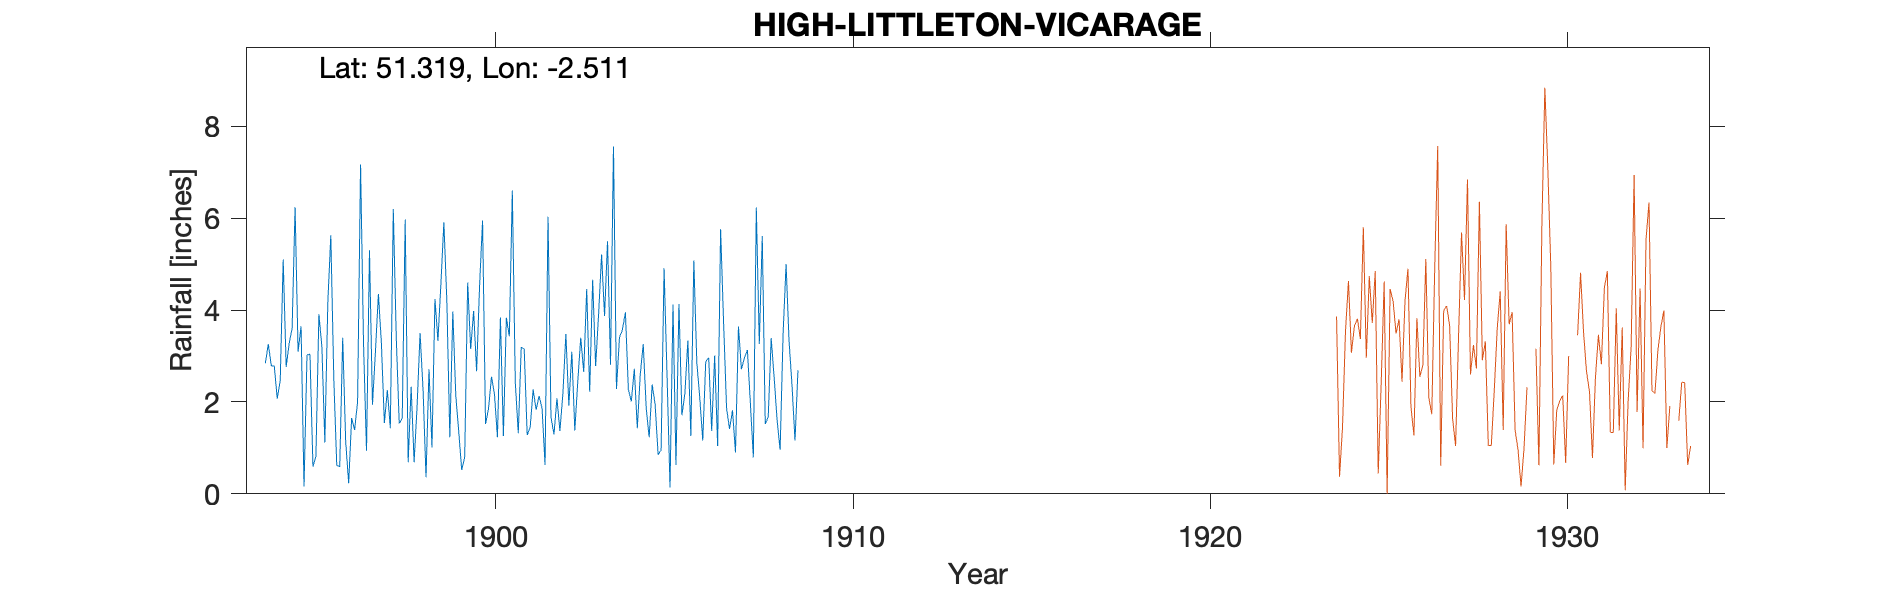 HIGH-LITTLETON-VICARAGE
Lat: 51.319, Lon: -2.511
8
6
4
2
0
Rainfall [inches]
1900 1910 1920 1930
Year